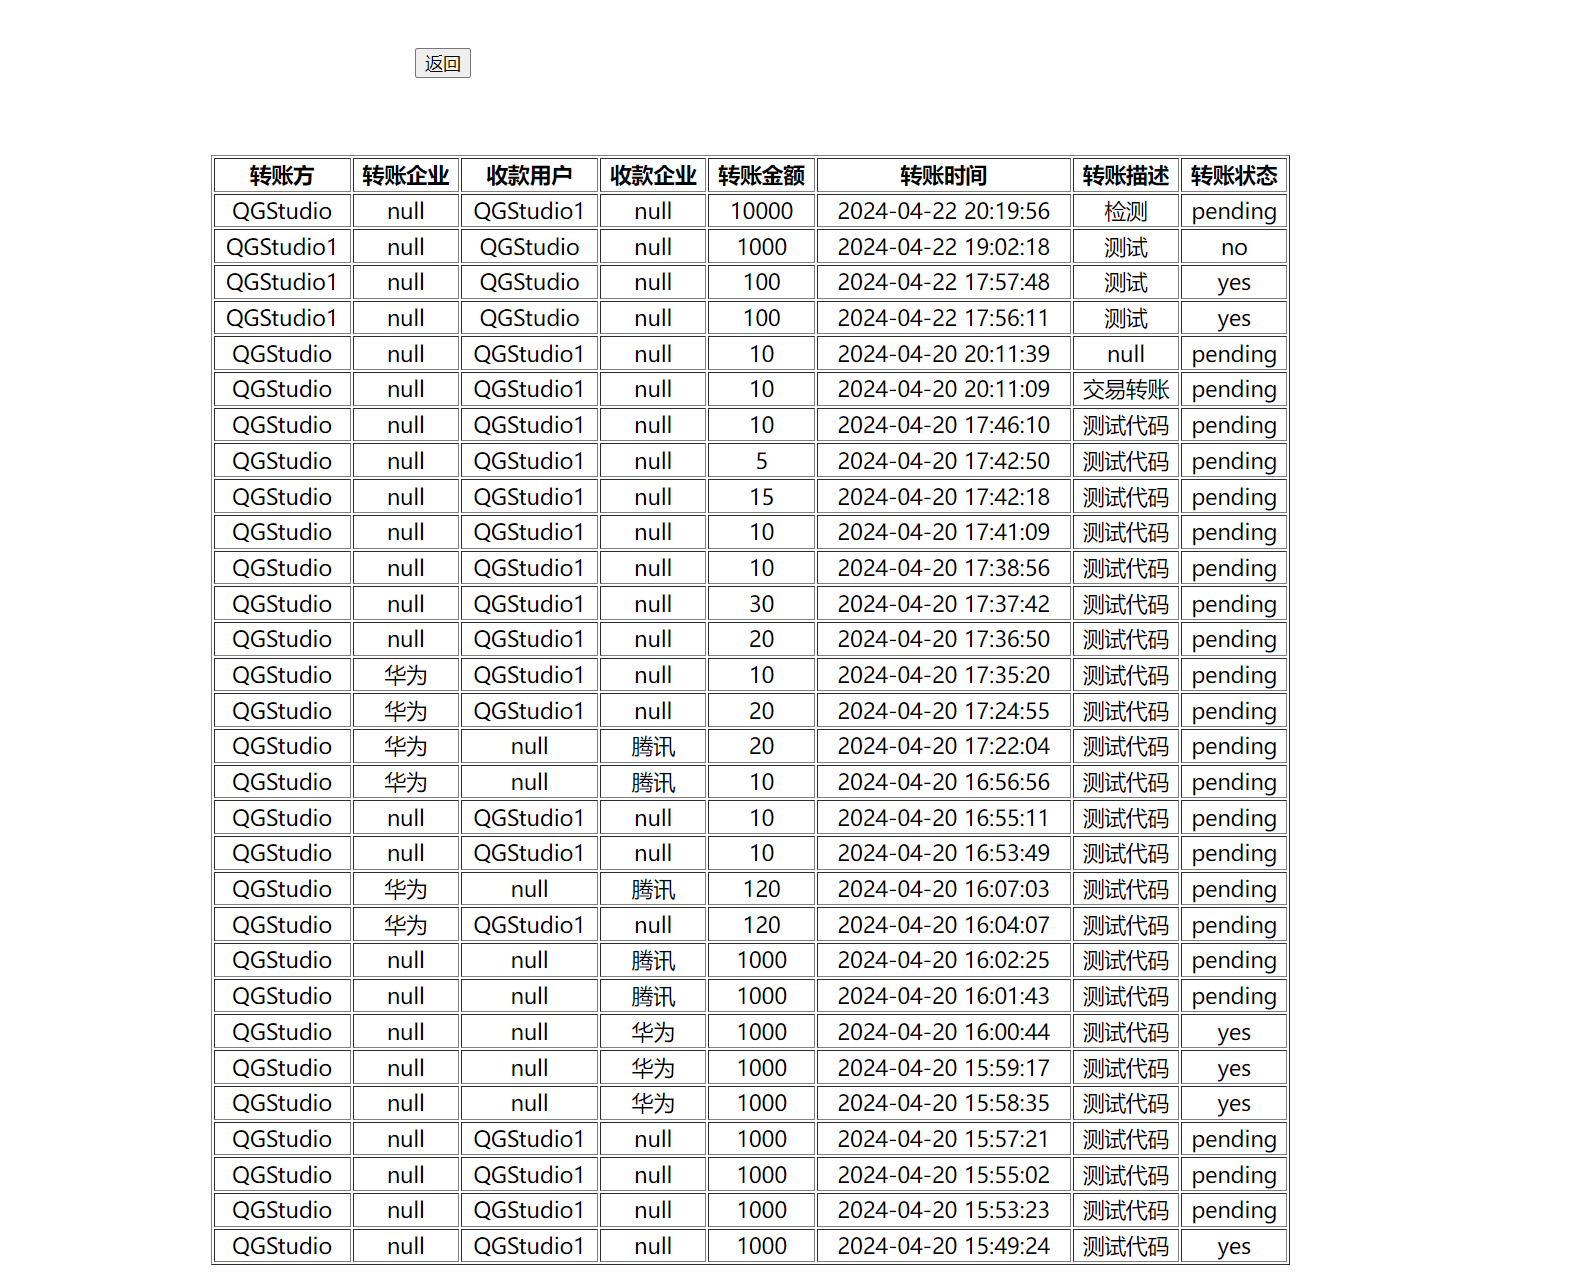 返回
转账方 转账企业 收款用户 收款企业 转账金额 转账时间 转账描述 转账状态
QGStudio null QGStudio1 null 10000 2024-04-22 20:19:56 检测 pending
QGStudio1 null QGStudio null 1000 2024-04-22 19:02:18 测试 no
QGStudio1 null QGStudio null 100 2024-04-22 17:57:48 测试 yes
QGStudio1 null QGStudio null 100 2024-04-22 17:56:11 测试 yes
QGStudio null QGStudio1 null 10 2024-04-20 20:11:39 null pending
QGStudio null QGStudio1 null 10 2024-04-20 20:11:09 交易转账 pending
QGStudio null QGStudio1 null 10 2024-04-20 17:46:10 测试代码 pending
QGStudio null QGStudio1 null 5 2024-04-20 17:42:50 测试代码 pending
QGStudio null QGStudio1 null 15 2024-04-20 17:42:18 测试代码 pending
QGStudio null QGStudio1 null 10 2024-04-20 17:41:09 测试代码 pending
QGStudio null QGStudio1 null 10 2024-04-20 17:38:56 测试代码 pending
QGStudio null QGStudio1 null 30 2024-04-20 17:37:42 测试代码 pending
QGStudio null QGStudio1 null 20 2024-04-20 17:36:50 测试代码 pending
QGStudio 华为 QGStudio1 null 10 2024-04-20 17:35:20 测试代码 pending
QGStudio 华为 QGStudio1 null 20 2024-04-20 17:24:55 测试代码 pending
QGStudio 华为 null 腾讯 20 2024-04-20 17:22:04 测试代码 pending
QGStudio 华为 null 腾讯 10 2024-04-20 16:56:56 测试代码 pending
QGStudio null QGStudio1 null 10 2024-04-20 16:55:11 测试代码 pending
QGStudio null QGStudio1 null 10 2024-04-20 16:53:49 测试代码 pending
QGStudio 华为 null 腾讯 120 2024-04-20 16:07:03 测试代码 pending
QGStudio 华为 QGStudio1 null 120 2024-04-20 16:04:07 测试代码 pending
QGStudio null null 腾讯 1000 2024-04-20 16:02:25 测试代码 pending
QGStudio null null 腾讯 1000 2024-04-20 16:01:43 测试代码 pending
QGStudio null null 华为 1000 2024-04-20 16:00:44 测试代码 yes
QGStudio null null 华为 1000 2024-04-20 15:59:17 测试代码 yes
QGStudio null null 华为 1000 2024-04-20 15:58:35 测试代码 yes
QGStudio null QGStudio1 null 1000 2024-04-20 15:57:21 测试代码 pending
QGStudio null QGStudio1 null 1000 2024-04-20 15:55:02 测试代码 pending
QGStudio null QGStudio1 null 1000 2024-04-20 15:53:23 测试代码 pending
QGStudio null QGStudio1 null 1000 2024-04-20 15:49:24 测试代码 yes